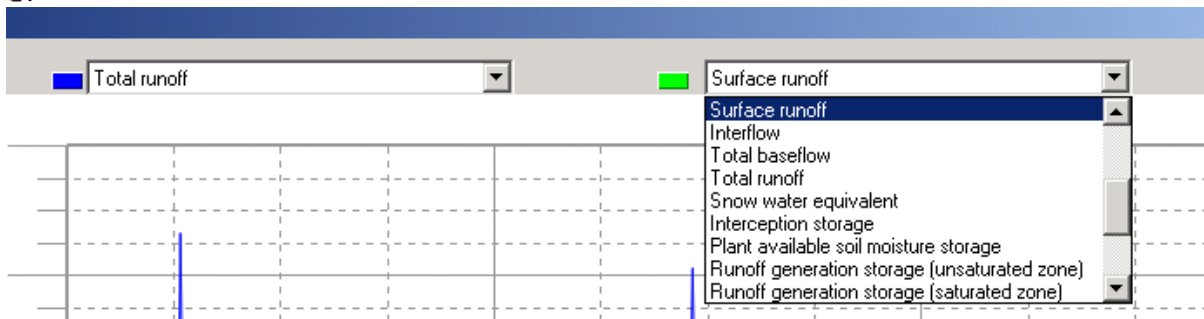 Total runoff
Surface runoff
Surface runoff
Interflow
Total baseflow
Total runoff
Snow water equivalent
Interception storage
Plant available soil moisture storage
Runoff generation storage (unsaturated zone)
Runoff generation storage (saturated zone)